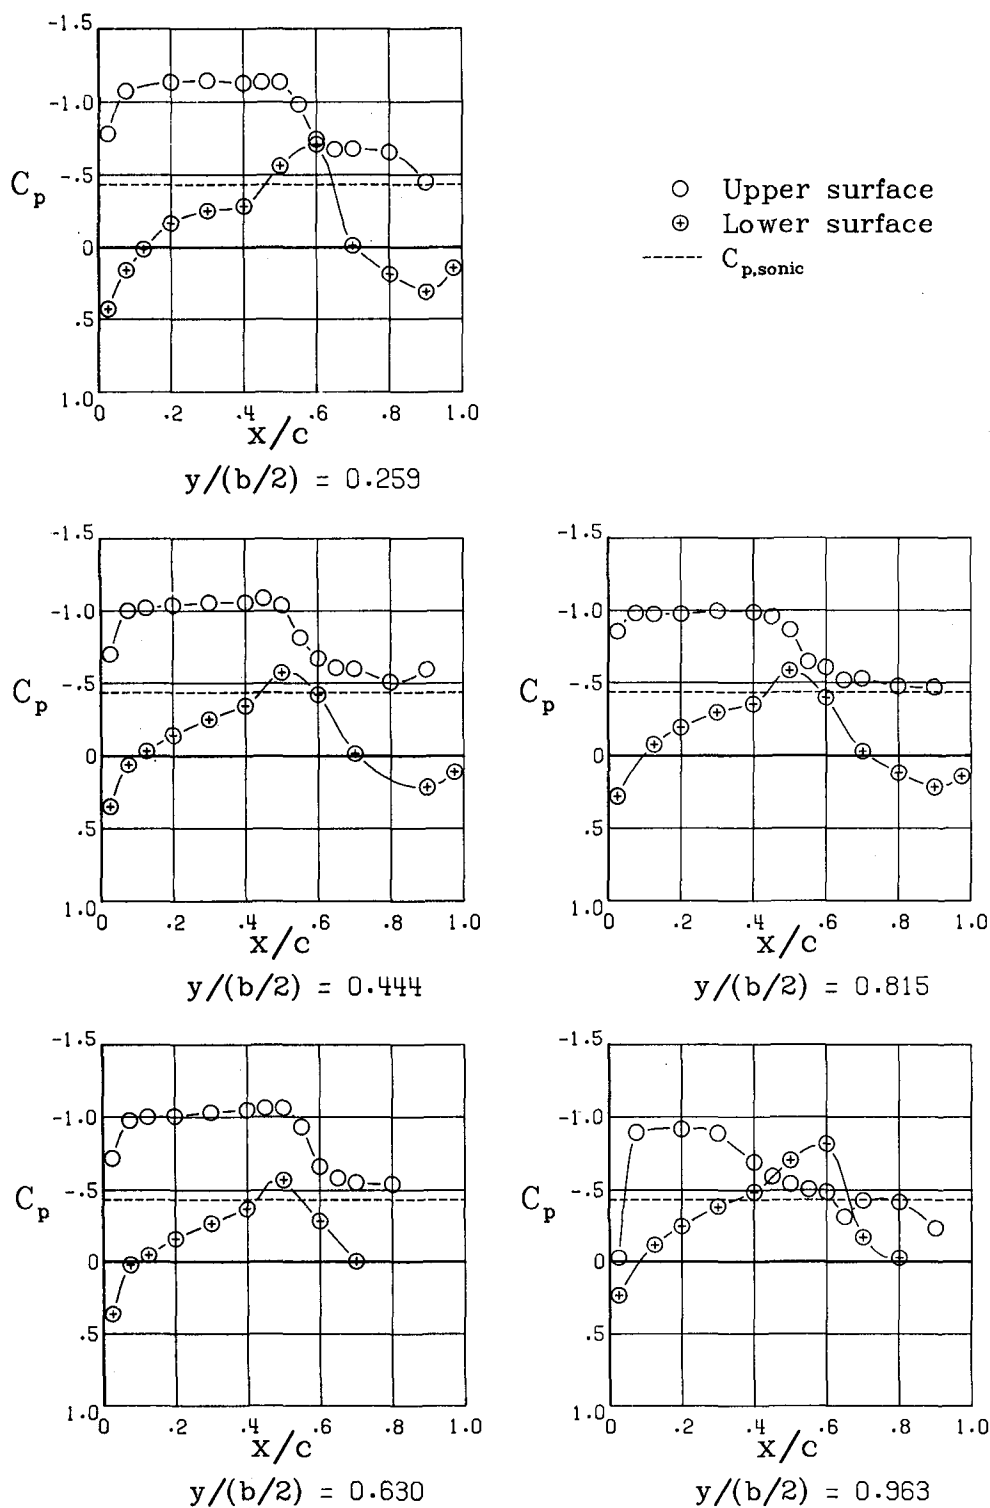 -1.5
-1.0
-.5
C_p
0
.5
1.0
0 .2 .4 .6 .8 1.0
x/c
y/(b/2) = 0.259
Upper surface
Lower surface
C_p,sonic
-1.5
-1.0
-.5
C_p
0
.5
1.0
0 .2 .4 .6 .8 1.0
x/c
y/(b/2) = 0.444
-1.5
-1.0
-.5
C_p
0
.5
1.0
0 .2 .4 .6 .8 1.0
x/c
y/(b/2) = 0.815
-1.5
-1.0
-.5
C_p
0
.5
1.0
0 .2 .4 .6 .8 1.0
x/c
y/(b/2) = 0.630
-1.5
-1.0
-.5
C_p
0
.5
1.0
0 .2 .4 .6 .8 1.0
x/c
y/(b/2) = 0.963